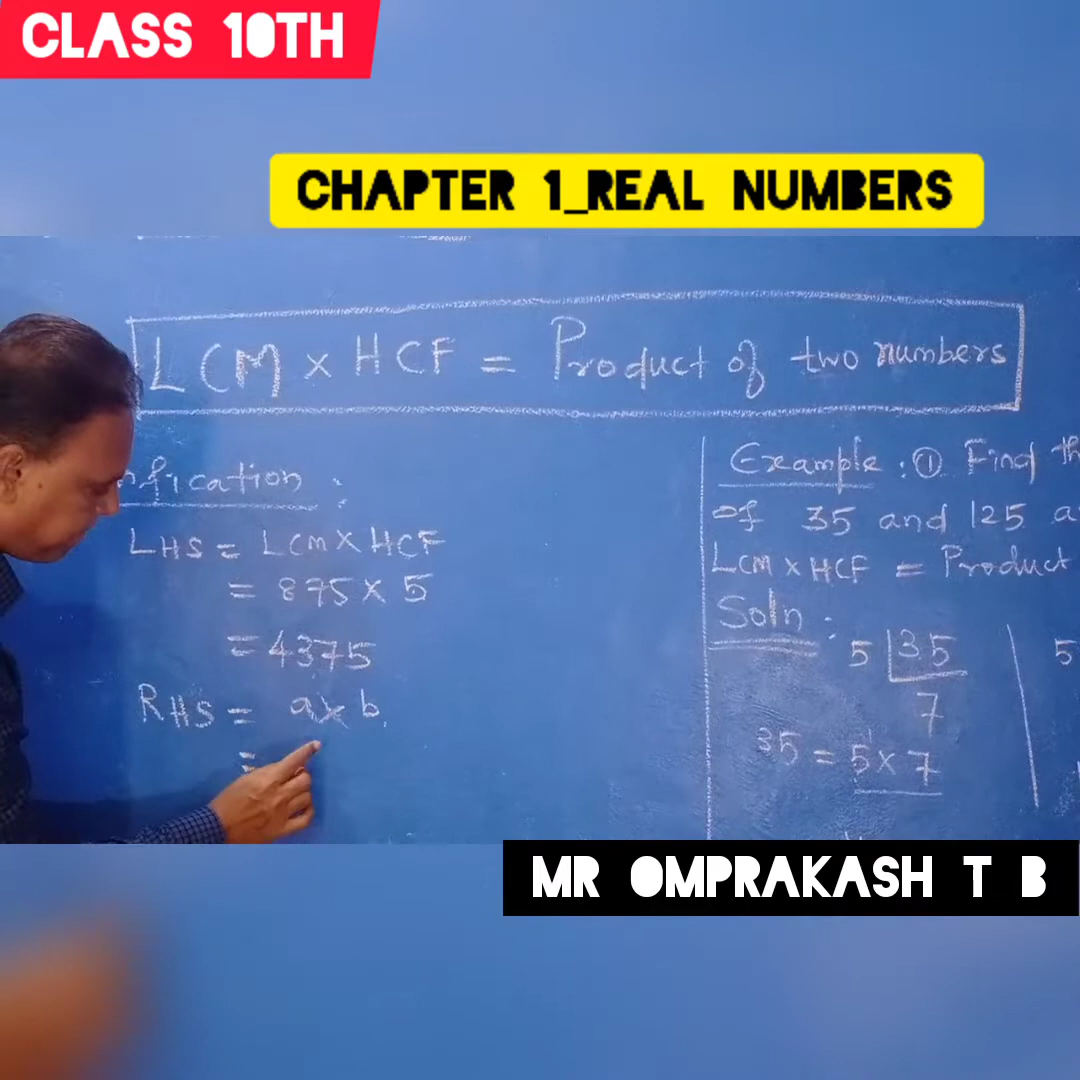 CLASS 10TH
CHAPTER 1_REAL NUMBERS
LCM × HCF = Product of two numbers
LHS = LCM × HCF
= 875 × 5
= 4375
RHS = a × b
=
Example : ① Find
of 35 and 125
LCM × HCF = Product
Soln :
5 35
7
35 = 5 × 7
5
MR OMPRAKASH T B